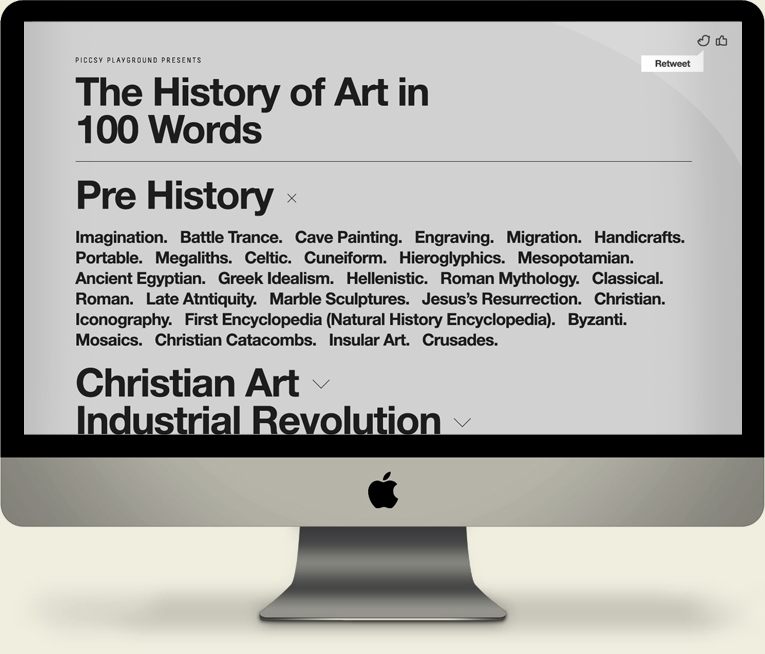 PICCSY PLAYGROUND PRESENTS
Retweet
The History of Art in
100 Words
Pre History
Imagination. Battle Trance. Cave Painting. Engraving. Migration. Handicrafts.
Portable. Megaliths. Celtic. Cuneiform. Hieroglyphics. Mesopotamian.
Ancient Egyptian. Greek Idealism. Hellenistic. Roman Mythology. Classical.
Roman. Late Atntiquity. Marble Sculptures. Jesus's Resurrection. Christian.
Iconography. First Encyclopedia (Natural History Encyclopedia). Byzanti.
Mosaics. Christian Catacombs. Insular Art. Crusades.
Christian Art
Industrial Revolution